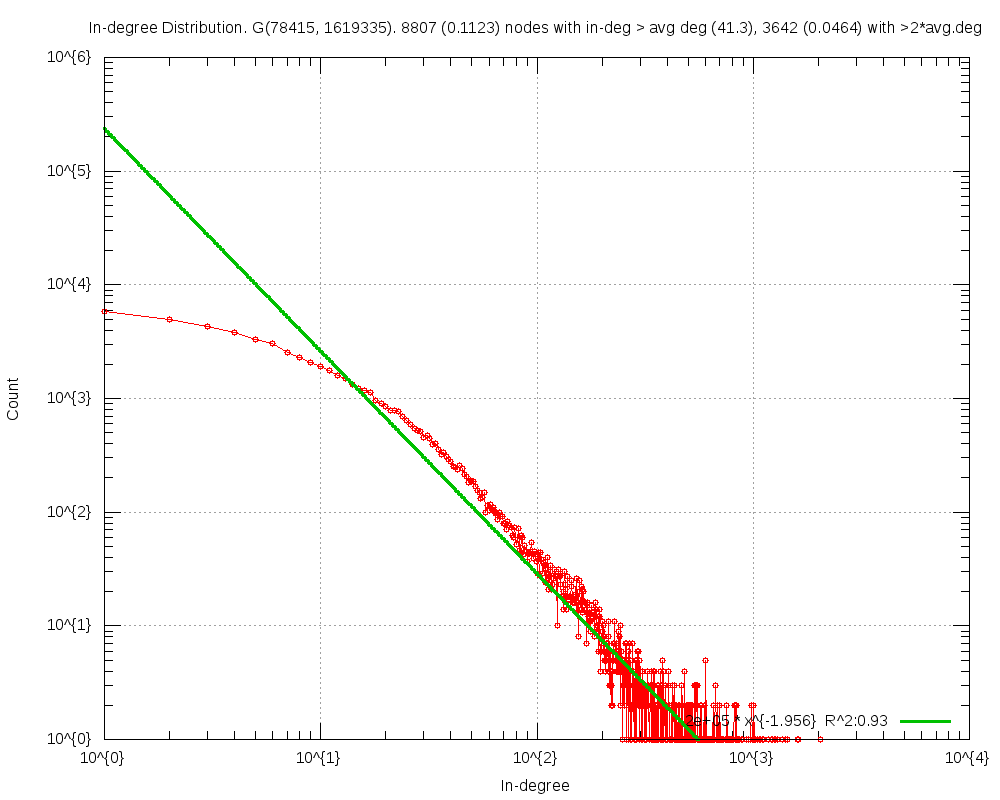 In-degree Distribution. G(78415, 1619335). 8807 (0.1123) nodes with in-deg > avg deg (41.3), 3642 (0.0464) with >2*avg.deg
10^{6}
10^{5}
10^{4}
10^{3}
10^{2}
10^{1}
10^{0}
Count
x^{-1.956} R^2:0.93
10^{0} 10^{1} 10^{2} 10^{3} 10^{4}
In-degree